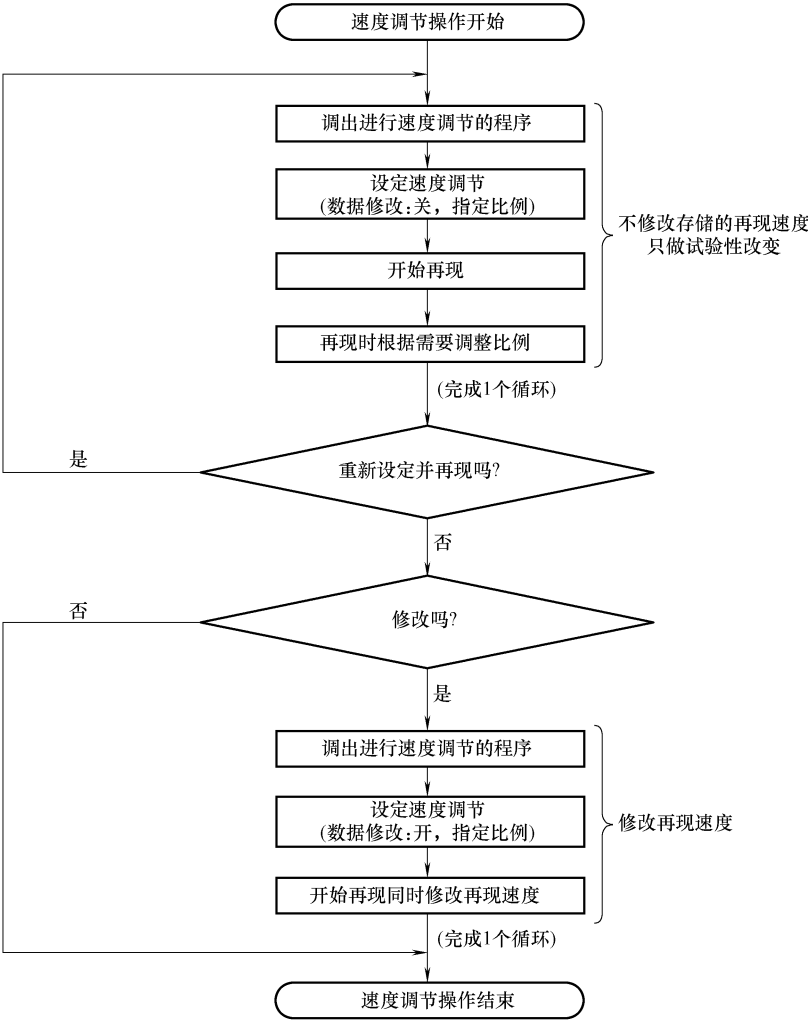 速度调节操作开始
调出进行速度调节的程序
设定速度调节
(数据修改:关，指定比例)
不修改存储的再现速度
只做试验性改变
开始再现
再现时根据需要调整比例
(完成1个循环)
是
重新设定并再现吗?
否
否
修改吗?
是
调出进行速度调节的程序
设定速度调节
(数据修改:开，指定比例)
修改再现速度
开始再现同时修改再现速度
(完成1个循环)
速度调节操作结束